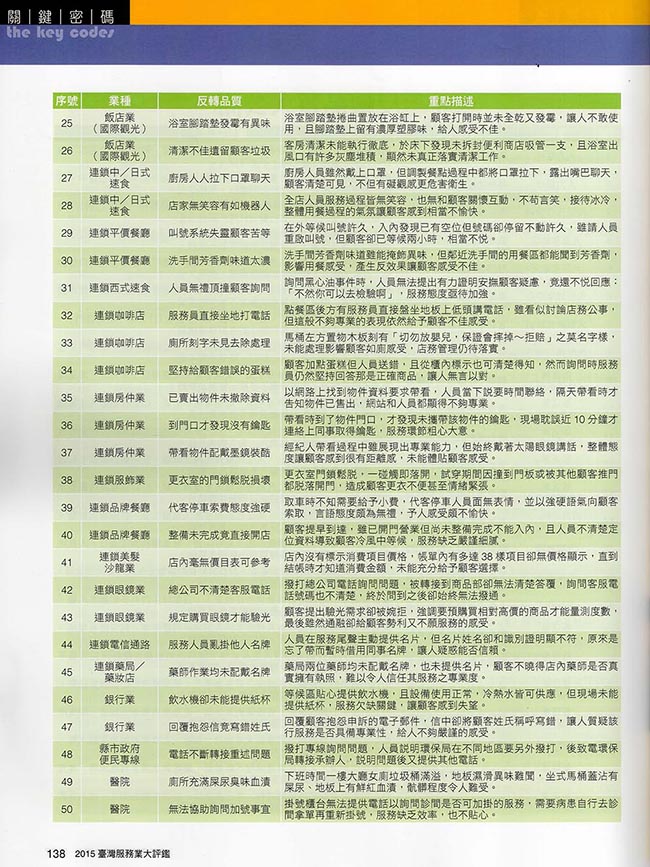 關鍵密碼
the key codes
序號 業種 反轉品質 重點描述
25 飯店業（國際觀光） 浴室腳踏墊發霉有異味 浴室腳踏墊捲曲置放在浴缸上，顧客打開時並未全乾又發霉，讓人不敢使
用，且腳踏墊上留有濃厚塑膠味，給人感受不佳。
26 飯店業（國際觀光） 清潔不佳遺留顧客垃圾 客房清潔未能執行徹底，於床下發現未拆封便利商店吸管一支，且浴室出
風口有許多灰塵堆積，顯然未真正落實清潔工作。
27 連鎖中／日式速食 廚房人人拉下口罩聊天 廚房人員雖然戴上口罩，但調製餐點過程中都將口罩拉下，露出嘴巴聊天，
顧客清楚可見，不但有礙觀感更危害衛生。
28 連鎖中／日式速食 店家無笑容有如機器人 全店人員服務過程皆無笑容，也無和顧客關懷互動，不苟言笑，接待冰冷，
整體用餐過程的氣氛讓顧客感到相當不愉快。
29 連鎖平價餐廳 叫號系統失靈顧客苦等 在外等候叫號許久，入內發現已有空位但號碼卻停留不動許久，雖請人員
重啟叫號，但顧客卻已等候兩小時，相當不悅。
30 連鎖平價餐廳 洗手間芳香劑味道太濃 洗手間芳香劑味道雖能掩飾異味，但鄰近洗手間的用餐區都能聞到芳香劑，
影響用餐感受，產生反效果讓顧客感受不佳。
31 連鎖西式速食 人員無禮頂撞顧客詢問 詢問黑心油事件時，人員無法提出有力證明安撫顧客疑慮，竟還不悅回應：
「不然你可以去檢驗啊」，服務態度亟待加強。
32 連鎖咖啡店 服務員直接坐地打電話 點餐區後方有服務員直接盤坐地板上低頭講電話，雖看似討論店務公事，
但這般不夠專業的表現依然給予顧客不佳感受。
33 連鎖咖啡店 廁所刻字未見去除處理 馬桶左方置物木板刻有「切勿放嬰兒，保證會摔掉～拒賠」之莫名字樣，
未能處理影響顧客如廁感受，店務管理仍待落實。
34 連鎖咖啡店 堅持給顧客錯誤的蛋糕 顧客加點蛋糕但人員送錯，且從櫃內標示也可清楚得知，然而詢問時服務
員仍然堅持回答那是正確商品，讓人無言以對。
35 連鎖房仲業 已賣出物件未撤除資料 以網路上找到物件資料要求帶看，人員當下說要時間聯絡，隔天帶看時才
告知物件已售出，網站和人員都顯得不夠專業。
36 連鎖房仲業 到門口才發現沒有鑰匙 帶看時到了物件門口，才發現未攜帶該物件的鑰匙，現場耽誤近 10 分鐘才
連絡上同事取得鑰匙，服務環節粗心大意。
37 連鎖房仲業 帶看物件配戴墨鏡裝酷 經紀人帶看過程中雖展現出專業能力，但始終戴著太陽眼鏡講話，整體態
度讓顧客感到很有距離感，未能體貼顧客感受。
38 連鎖服飾業 更衣室的門鎖鬆脫損壞 更衣室門鎖鬆脫，一碰觸即落開，試穿期間因撞到門板或被其他顧客推門
都脫落開門，造成顧客更衣不便甚至情緒緊張。
39 連鎖品牌餐廳 代客停車索費態度強硬 取車時不知需要給予小費，代客停車人員面無表情，並以強硬語氣向顧客
索取，言語態度頗為無禮，予人感受頗不愉快。
40 連鎖品牌餐廳 整備未完成竟直接開店 顧客提早到達，雖已開門營業但尚未整備完成不能入內，且人員不清楚定
位資料導致顧客冷風中等候，服務缺乏嚴謹細膩。
41 連鎖美髮沙龍業 店內毫無價目表可參考 店內沒有標示消費項目價格，帳單內有多達 38 樣項目卻無價格顯示，直到
結帳時才知道消費金額，未能充分給予顧客選擇。
42 連鎖眼鏡業 總公司不清楚客服電話 撥打總公司電話詢問問題，被轉接到商品部卻無法清楚答覆，詢問客服電
話號碼也不清楚，終於問到之後卻始終無法撥通。
43 連鎖眼鏡業 規定購買眼鏡才能驗光 顧客提出驗光需求卻被婉拒，強調要預購買相對高價的商品才能量測度數，
最後雖然通融卻給顧客勢利又不願服務的感受。
44 連鎖電信通路 服務人員亂掛他人名牌 人員在服務尾聲主動提供名片，但名片姓名卻和識別證明顯不符，原來是
忘了帶而暫時借用同事名牌，讓人疑惑能否信賴。
45 連鎖藥局／藥妝店 藥師作業均未配戴名牌 藥局兩位藥師均未配戴名牌，也未提供名片，顧客不曉得店內藥師是否真
實擁有執照，難以令人信任其服務之專業度。
46 銀行業 飲水機卻未能提供紙杯 等候區貼心提供飲水機，且設備使用正常，冷熱水皆可供應，但現場未能
提供紙杯，服務欠缺關鍵，讓顧客感到失望。
47 銀行業 回覆抱怨信竟寫錯姓氏 回覆顧客抱怨申訴的電子郵件，信中卻將顧客姓氏稱呼寫錯，讓人質疑該
行服務是否具備專業性，給人不夠嚴謹的感受。
48 縣市政府便民專線 電話不斷轉接重述問題 撥打專線詢問問題，人員說明環保局在不同地區要另外撥打，後致電環保
局轉接承辦人，說明問題後又提供其他電話。
49 醫院 廁所充滿屎尿臭味血漬 下班時間一樓大廳女廁垃圾桶滿溢，地板濕滑異味難聞，坐式馬桶蓋沾有
屎尿、地板上有鮮紅血漬，骯髒程度令人難受。
50 醫院 無法協助詢問加號事宜 掛號櫃台無法提供電話以詢問診間是否可加掛的服務，需要病患自行去診
間拿單再重新掛號，服務缺乏效率，也不貼心。
138 2015 臺灣服務業大評鑑